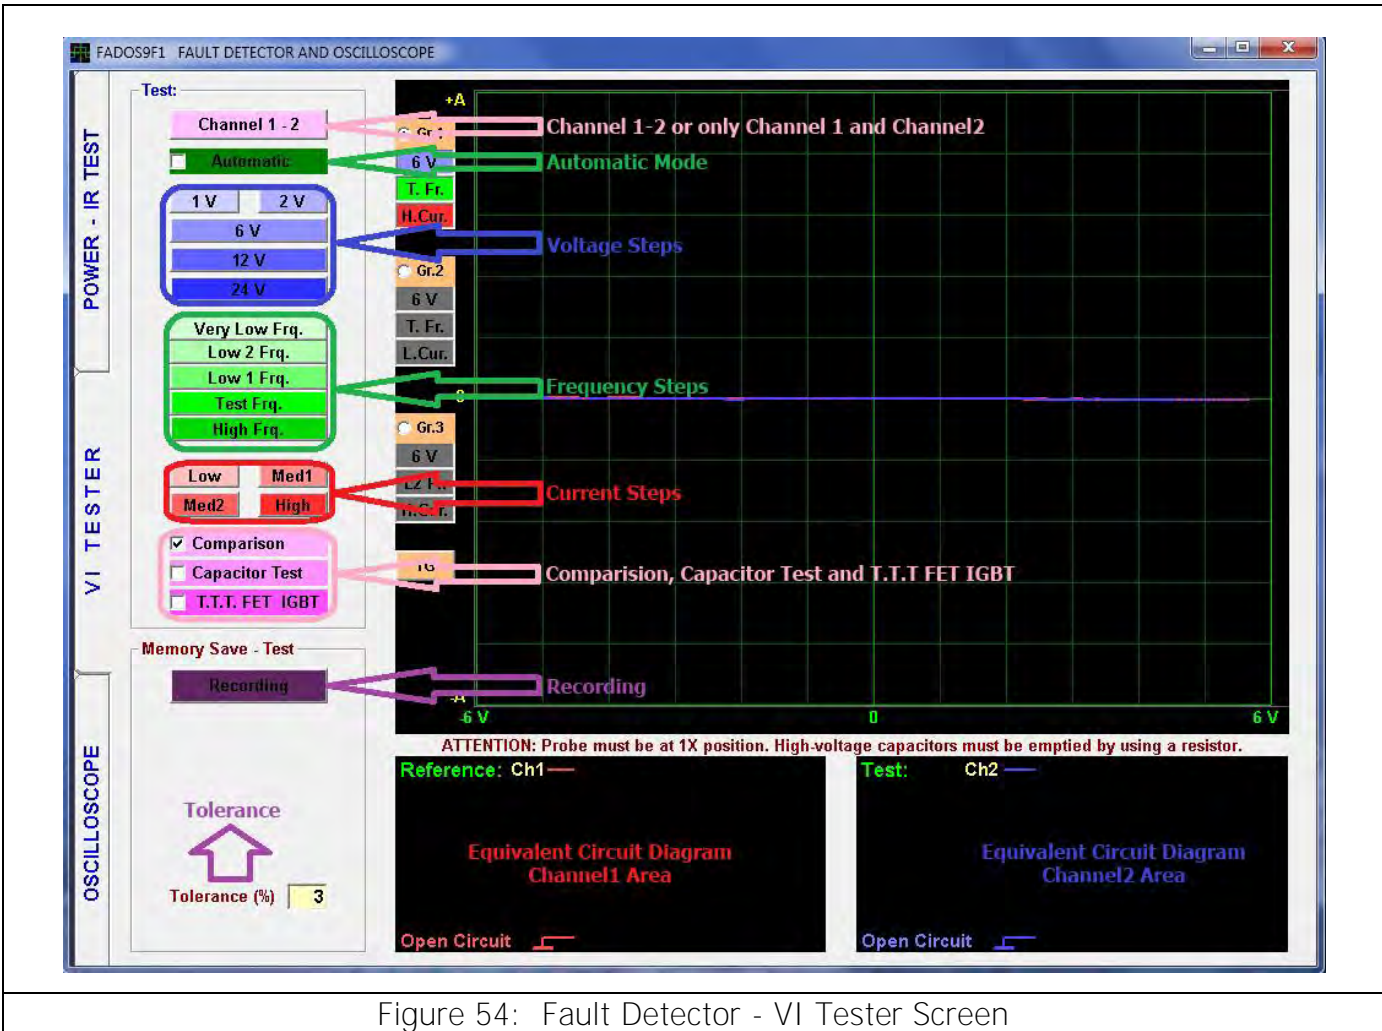 FADOS9F1 FAULT DETECTOR AND OSCILLOSCOPE
POWER - IR TEST
VI TESTER
OSCILLOSCOPE
Test:
Channel 1 - 2
Automatic
1 V
2 V
6 V
12 V
24 V
Very Low Frq.
Low 2 Frq.
Low 1 Frq.
Test Frq.
High Frq.
Low
Med1
Med2
High
Comparison
Capacitor Test
T.T.T. FET IGBT
Memory Save - Test
Recording
Tolerance
Tolerance (%)
3
+A
Gr.1
6 V
T. Fr.
H.Cur.
Gr.2
6 V
T. Fr.
L.Cur.
Gr.3
6 V
L2 Fr.
H.Cur.
-A
-6 V
0
6 V
Channel 1-2 or only Channel 1 and Channel2
Automatic Mode
Voltage Steps
Frequency Steps
Current Steps
Comparision, Capacitor Test and T.T.T FET IGBT
Recording
ATTENTION: Probe must be at 1X position. High-voltage capacitors must be emptied by using a resistor.
Reference: Ch1
Equivalent Circuit Diagram
Channel1 Area
Open Circuit
Test: Ch2
Equivalent Circuit Diagram
Channel2 Area
Open Circuit
Figure 54: Fault Detector - VI Tester Screen